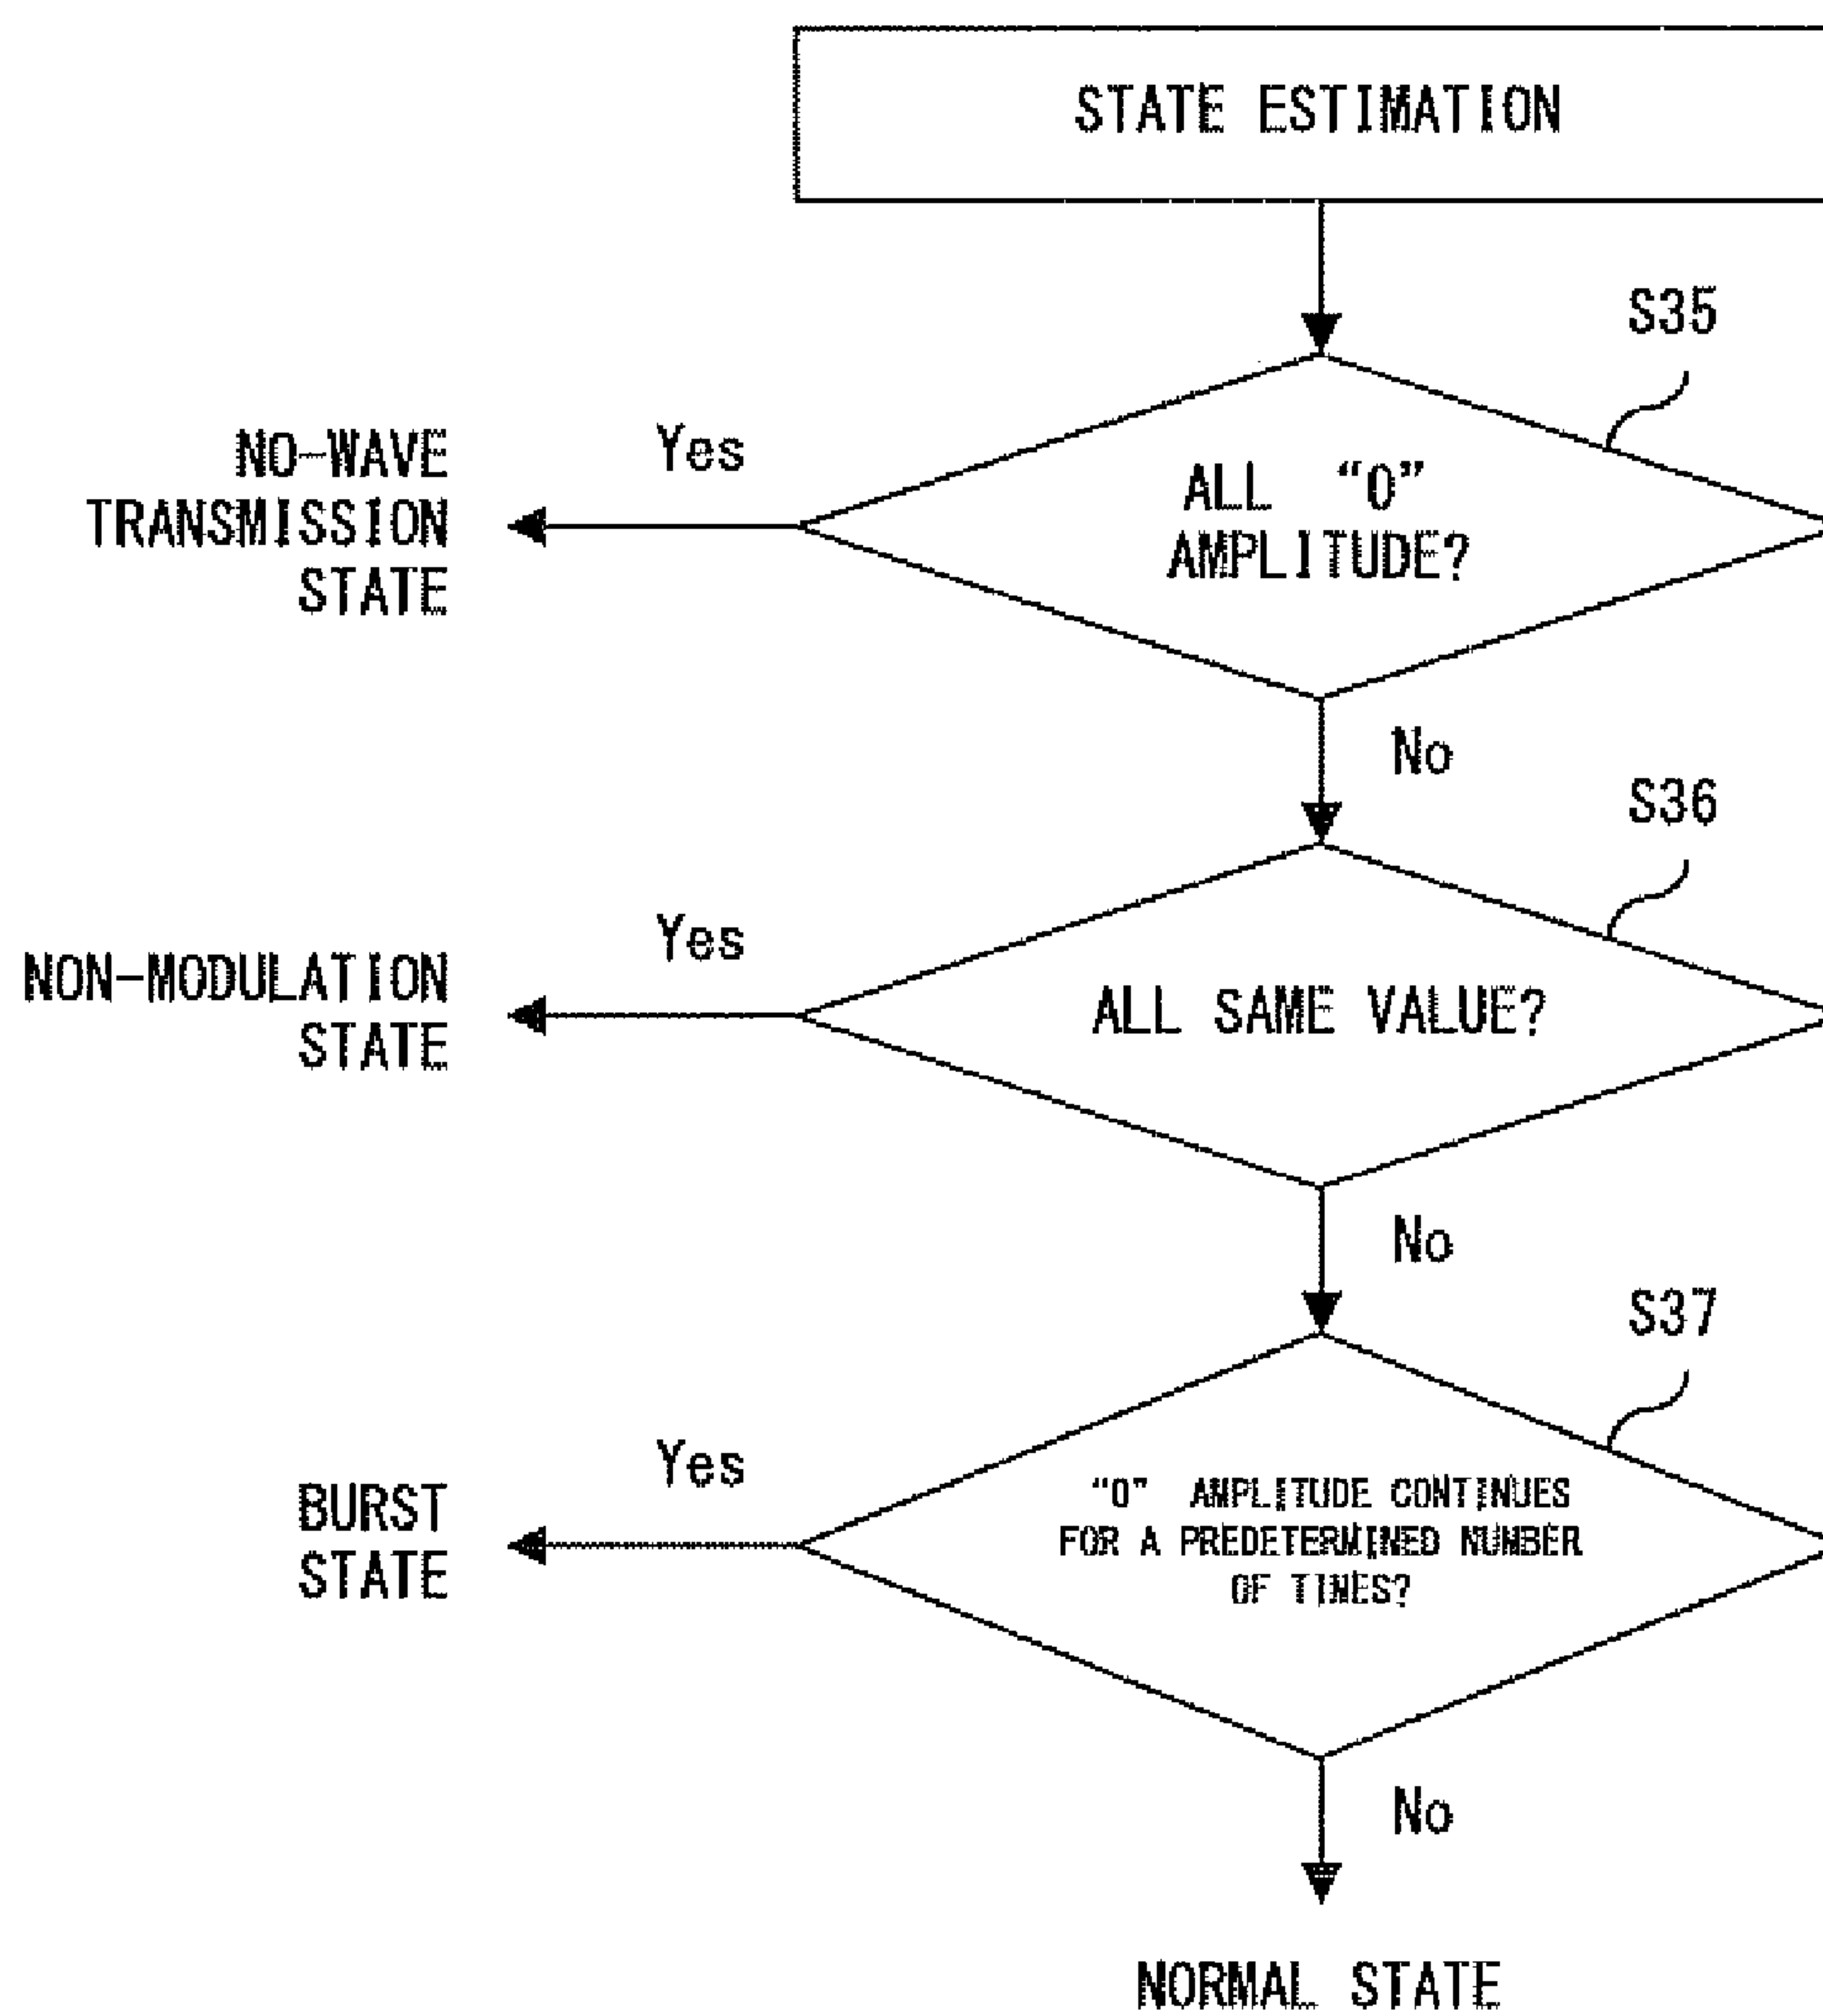 STATE ESTIMATION
S35
Yes
NO-WAVE
TRANSMISSION
STATE
ALL “0”
AMPLITUDE?
No
S36
Yes
NON-MODULATION
STATE
ALL SAME VALUE?
No
S37
Yes
BURST
STATE
“0” AMPLITUDE CONTINUES
FOR A PREDETERMINED NUMBER
OF TIMES?
No
NORMAL STATE